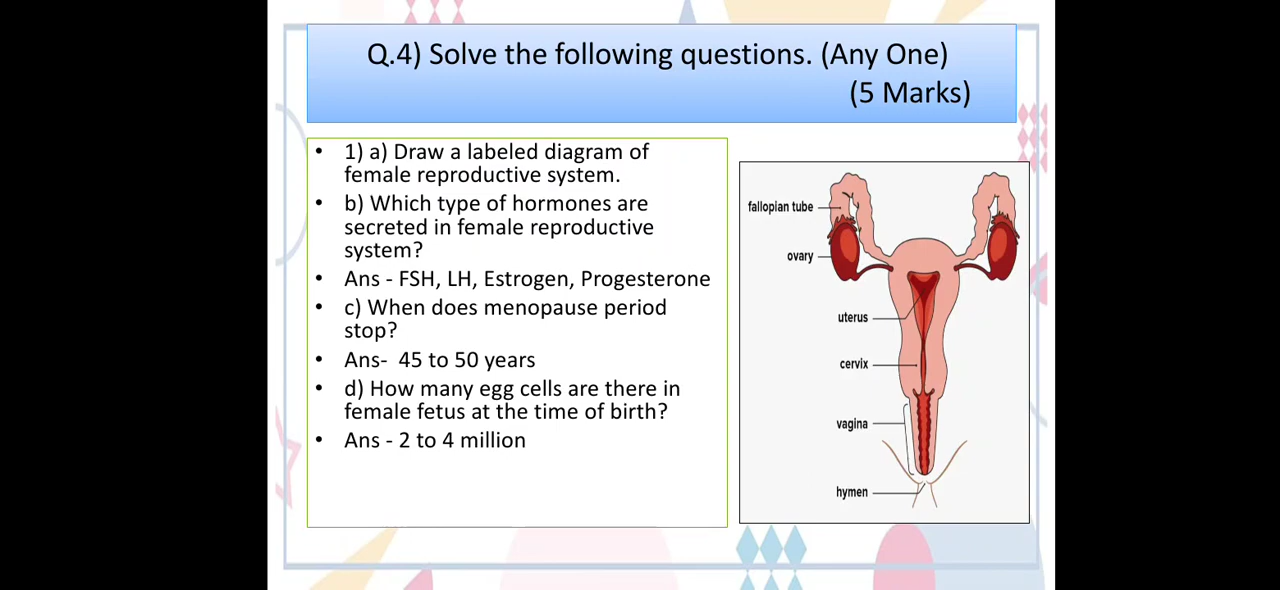 Q.4) Solve the following questions. (Any One)
(5 Marks)
• 1) a) Draw a labeled diagram of
female reproductive system.
• b) Which type of hormones are
secreted in female reproductive
system?
• Ans - FSH, LH, Estrogen, Progesterone
• c) When does menopause period
stop?
• Ans- 45 to 50 years
• d) How many egg cells are there in
female fetus at the time of birth?
• Ans - 2 to 4 million
fallopian tube
ovary
uterus
cervix
vagina
hymen